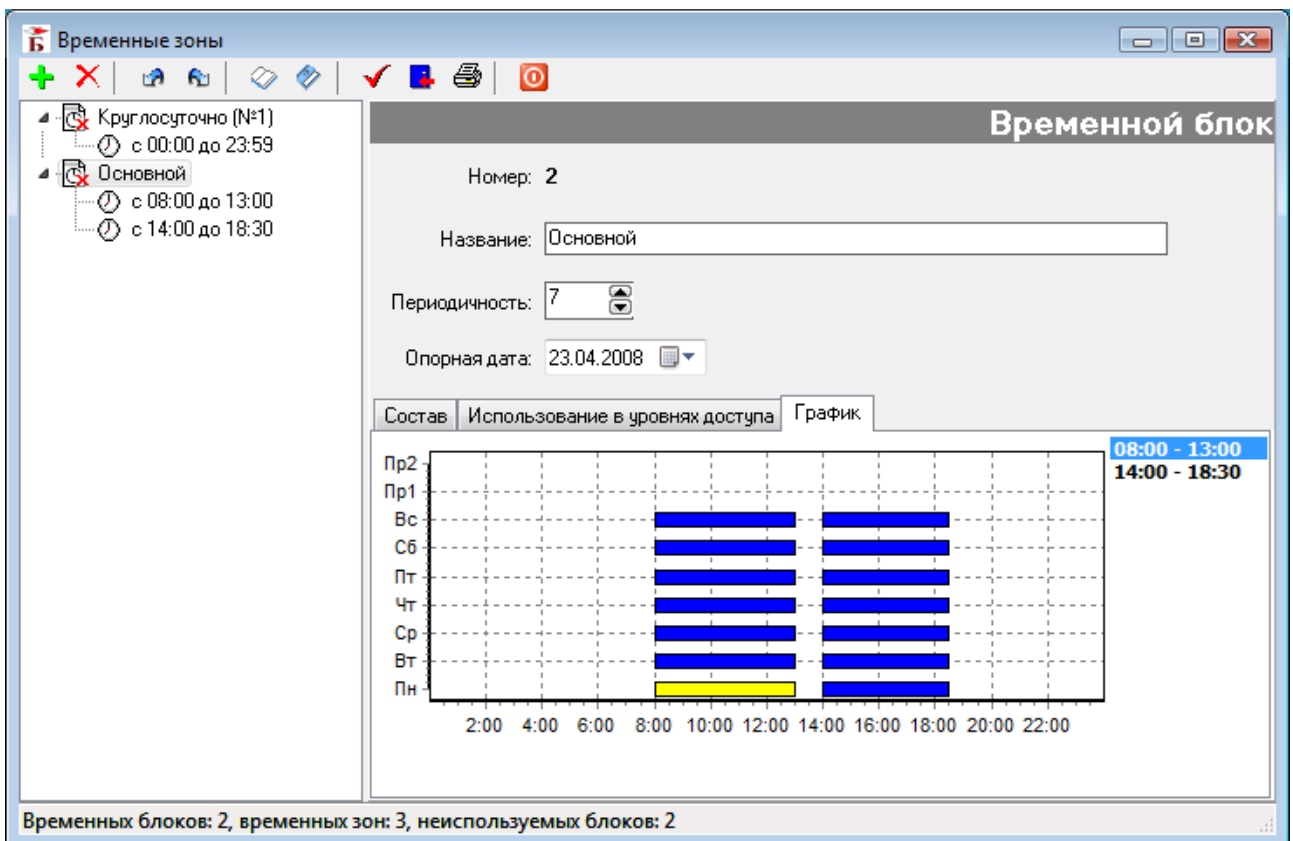 Временные зоны
Круглосуточно (№1)
с 00:00 до 23:59
Основной
с 08:00 до 13:00
с 14:00 до 18:30
Временной блок
Номер: 2
Название: Основной
Периодичность: 7
Опорная дата: 23.04.2008
Состав Использование в уровнях доступа График
08:00 - 13:00
14:00 - 18:30
Пр2
Пр1
Вс
Сб
Пт
Чт
Ср
Вт
Пн
2:00 4:00 6:00 8:00 10:00 12:00 14:00 16:00 18:00 20:00 22:00
Временных блоков: 2, временных зон: 3, неиспользуемых блоков: 2